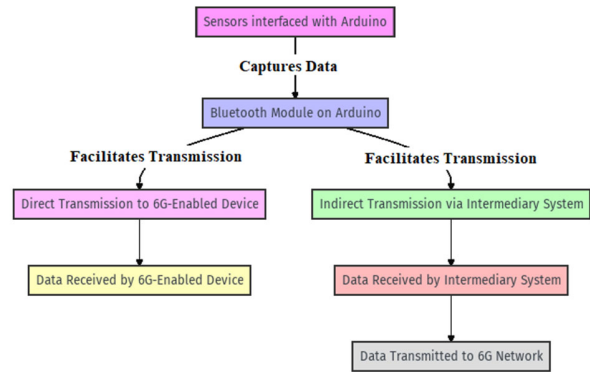 Sensors interfaced with Arduino
Captures Data
Bluetooth Module on Arduino
Facilitates Transmission
Facilitates Transmission
Direct Transmission to 6G-Enabled Device
Indirect Transmission via Intermediary System
Data Received by 6G-Enabled Device
Data Received by Intermediary System
Data Transmitted to 6G Network